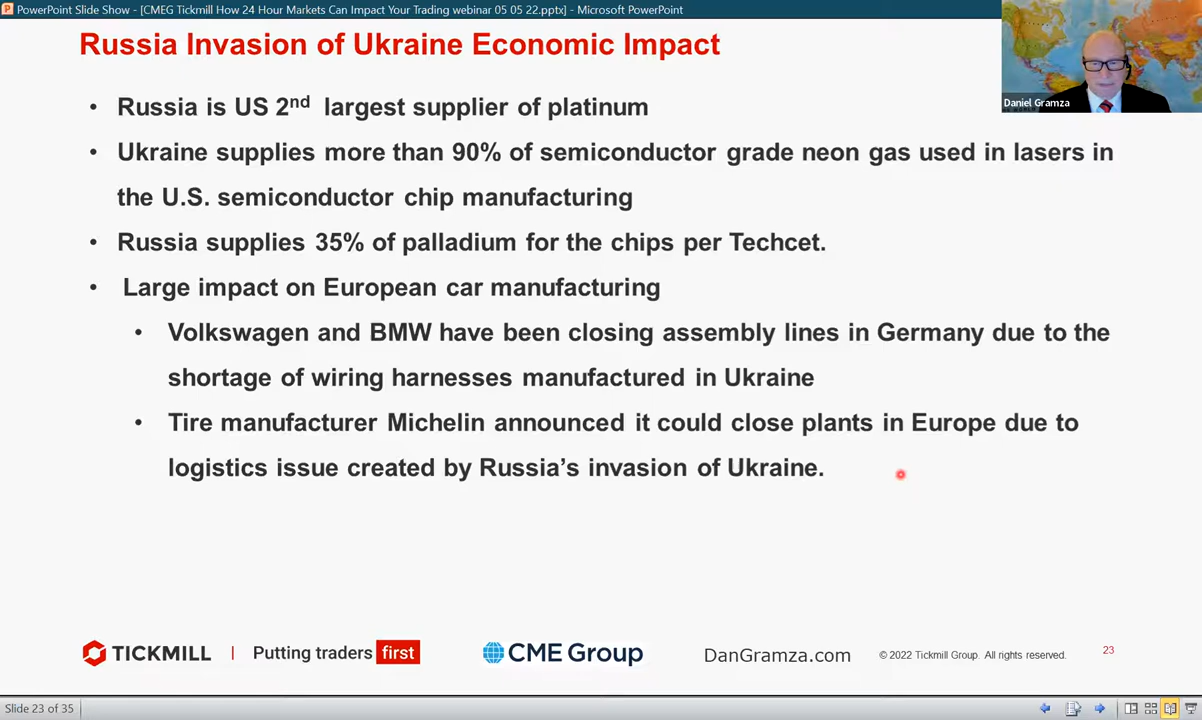 PowerPoint Slide Show - [CMEG Tickmill How 24 Hour Markets Can Impact Your Trading webinar 05 05 22.pptx] - Microsoft PowerPoint
Russia Invasion of Ukraine Economic Impact
Daniel Gramza
• Russia is US 2nd largest supplier of platinum
• Ukraine supplies more than 90% of semiconductor grade neon gas used in lasers in
the U.S. semiconductor chip manufacturing
• Russia supplies 35% of palladium for the chips per Techcet.
• Large impact on European car manufacturing
• Volkswagen and BMW have been closing assembly lines in Germany due to the
shortage of wiring harnesses manufactured in Ukraine
• Tire manufacturer Michelin announced it could close plants in Europe due to
logistics issue created by Russia's invasion of Ukraine.
TICKMILL | Putting traders first CME Group DanGramza.com © 2022 Tickmill Group. All rights reserved. 23
Slide 23 of 35